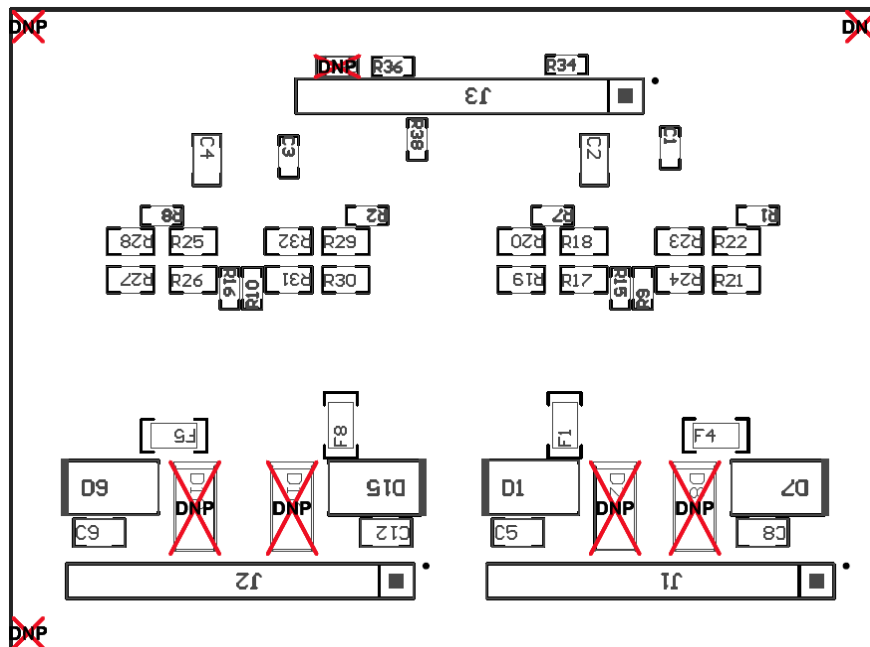 DNP DN
DNP R36 R34
J3
R38
C4 C3 C2 C1
R8 R2 R7 R1
R28 R25 R32 R29 R20 R18 R23 R22
R27 R26 R16 R10 R31 R30 R19 R17 R15 R9 R24 R21
F5 F8 F1 F4
D9 DNP DNP D15 D1 DNP DNP D7
C9 C12 C5 C8
J2 J1
DNP